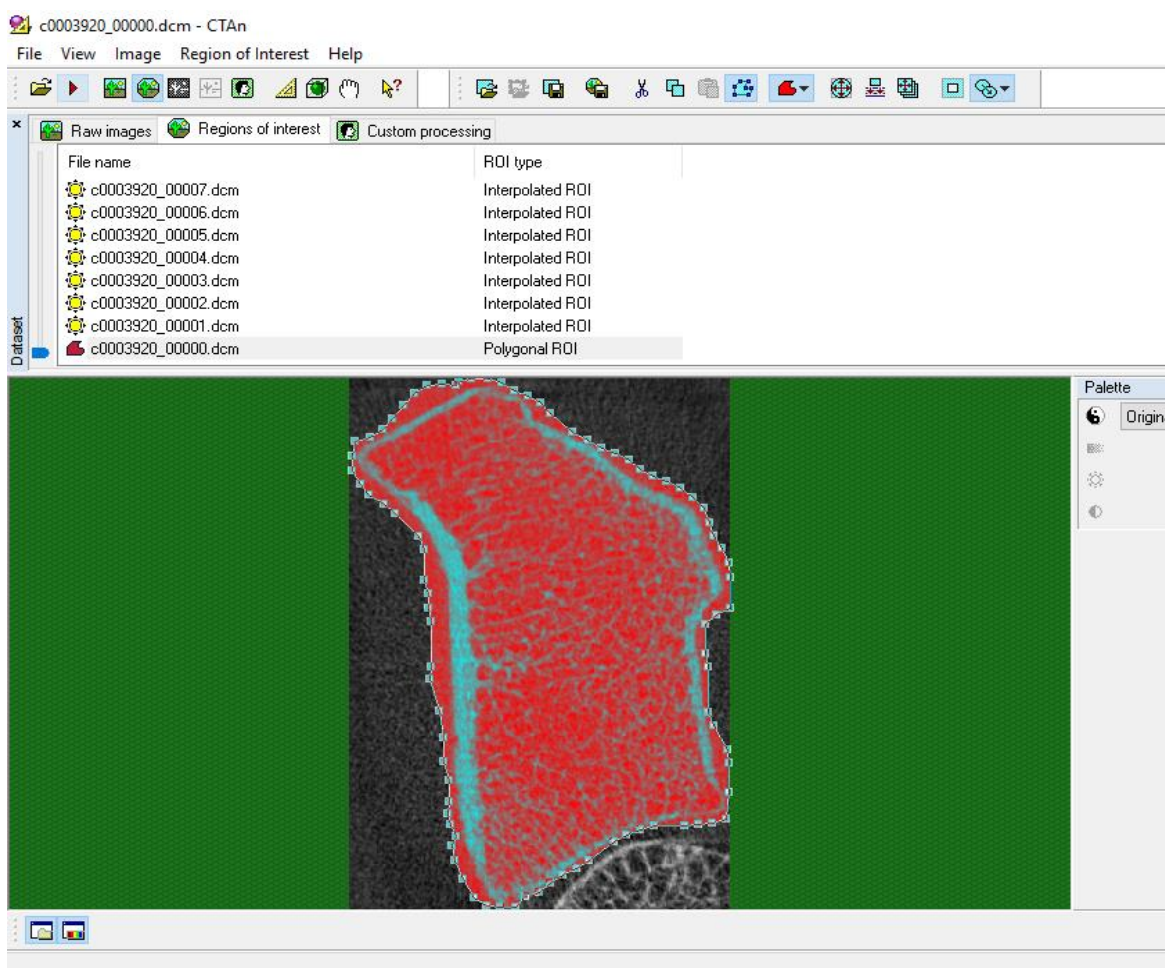 c0003920_00000.dcm - CTAn
File View Image Region of Interest Help
Raw images Regions of interest Custom processing
File name ROI type
c0003920_00007.dcm Interpolated ROI
c0003920_00006.dcm Interpolated ROI
c0003920_00005.dcm Interpolated ROI
c0003920_00004.dcm Interpolated ROI
c0003920_00003.dcm Interpolated ROI
c0003920_00002.dcm Interpolated ROI
c0003920_00001.dcm Interpolated ROI
c0003920_00000.dcm Polygonal ROI
Dataset
Palette